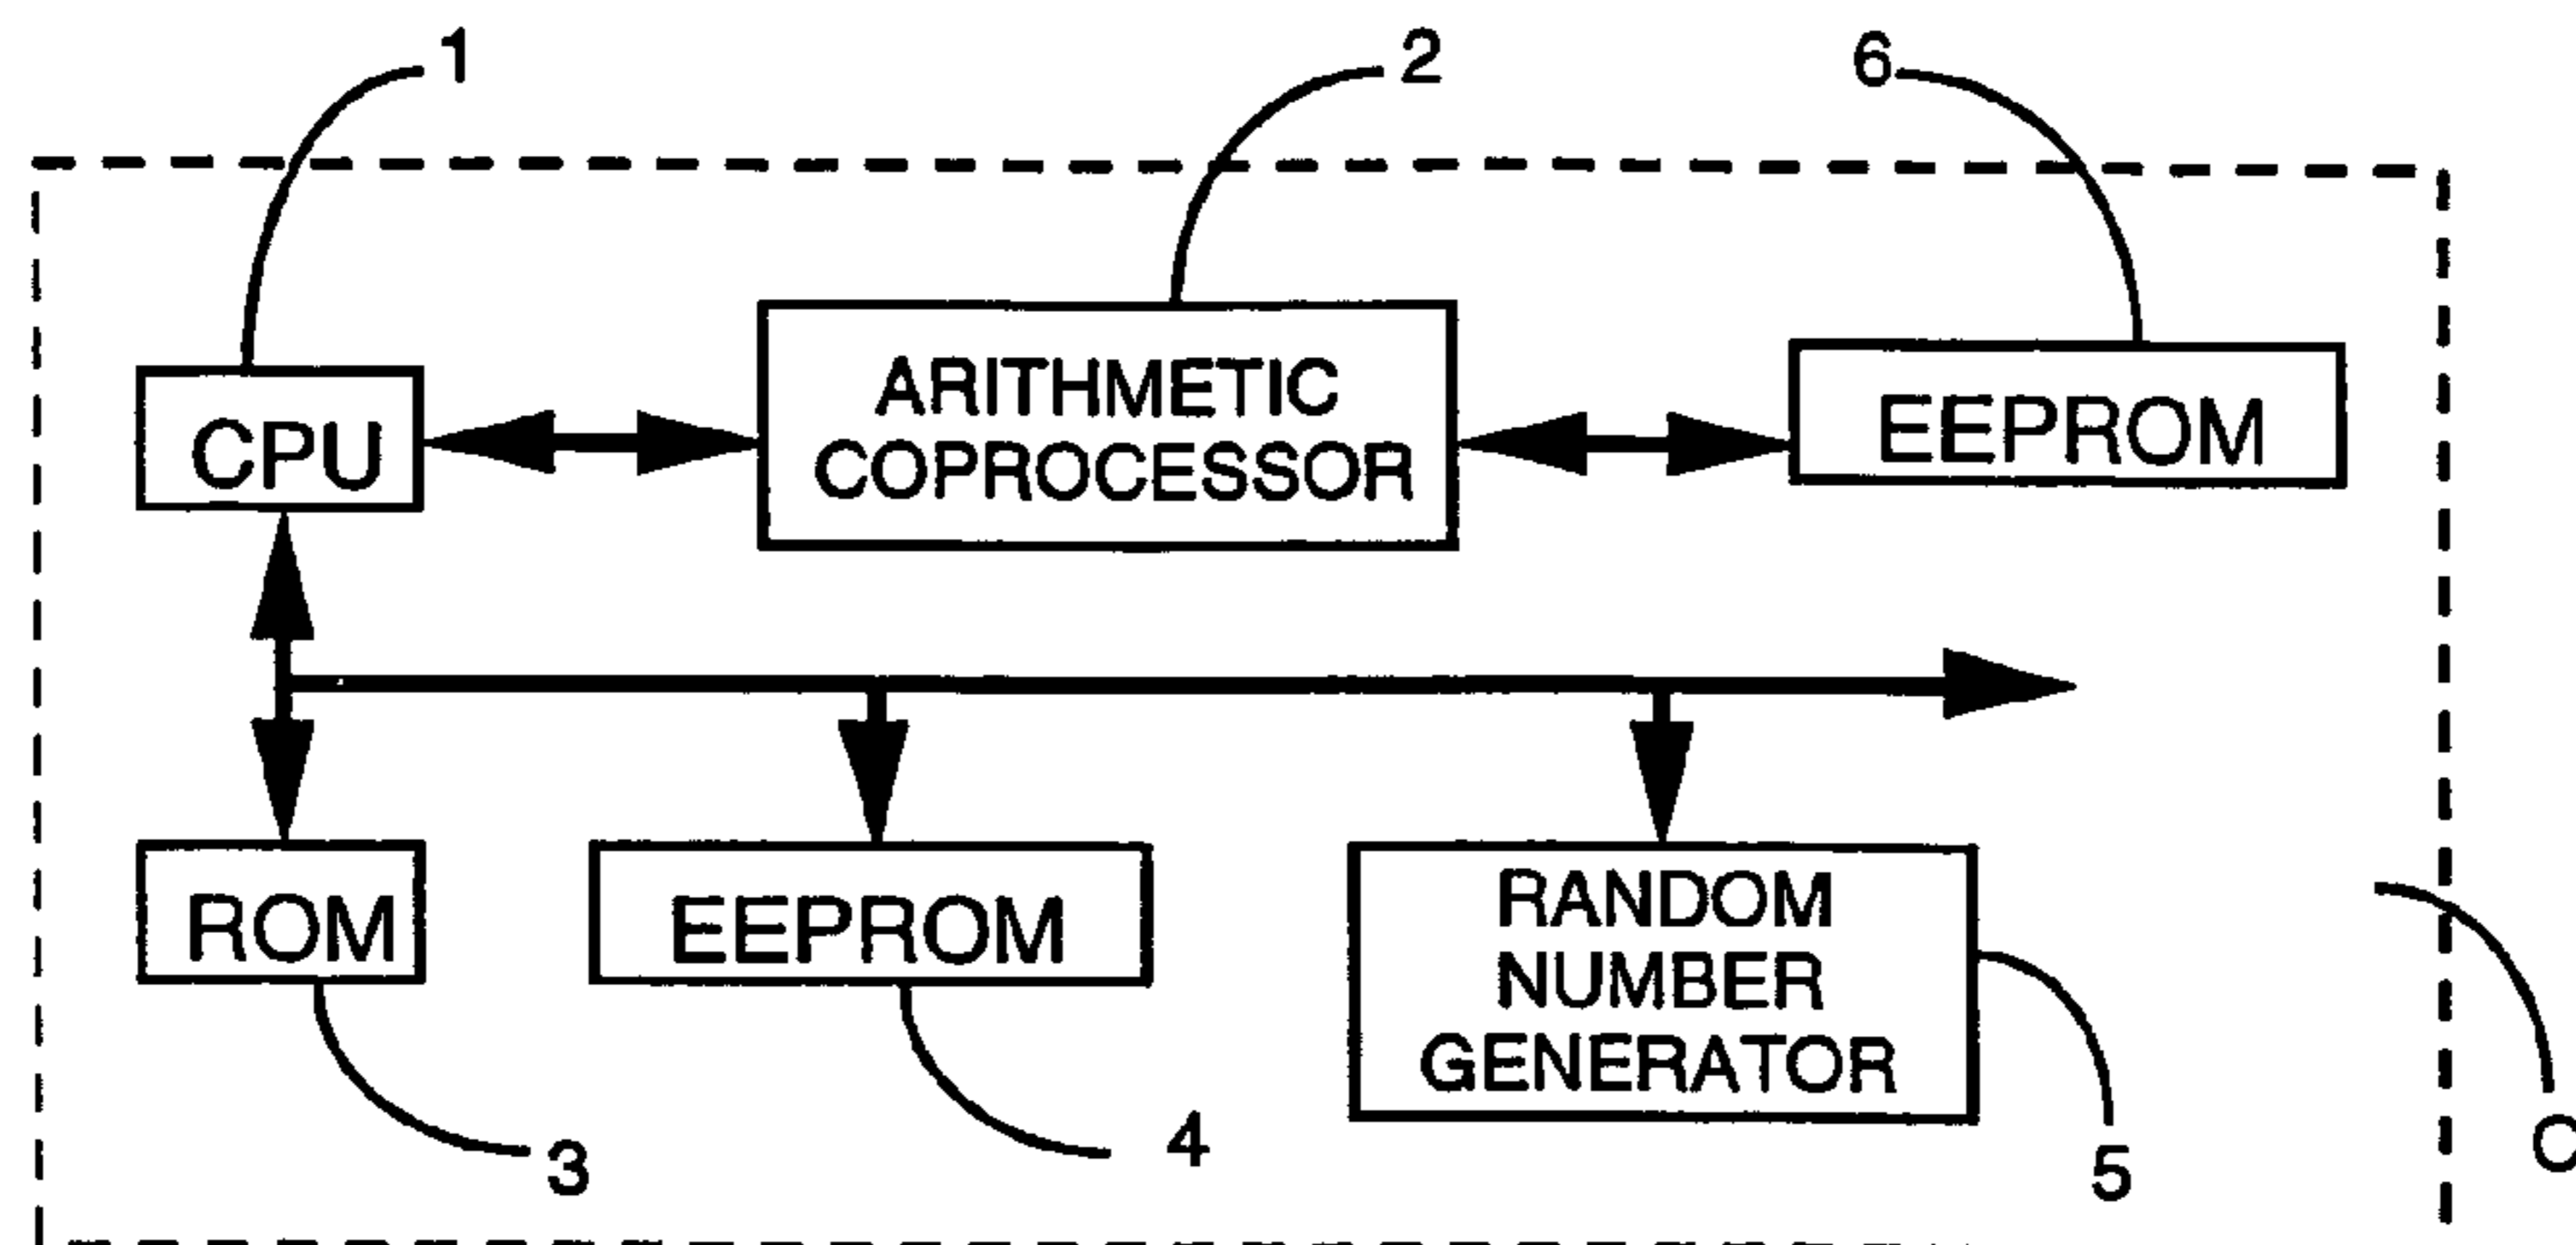 1
2
6
CPU
ARITHMETIC
COPROCESSOR
EEPROM
ROM
EEPROM
RANDOM
NUMBER
GENERATOR
3
4
5
C